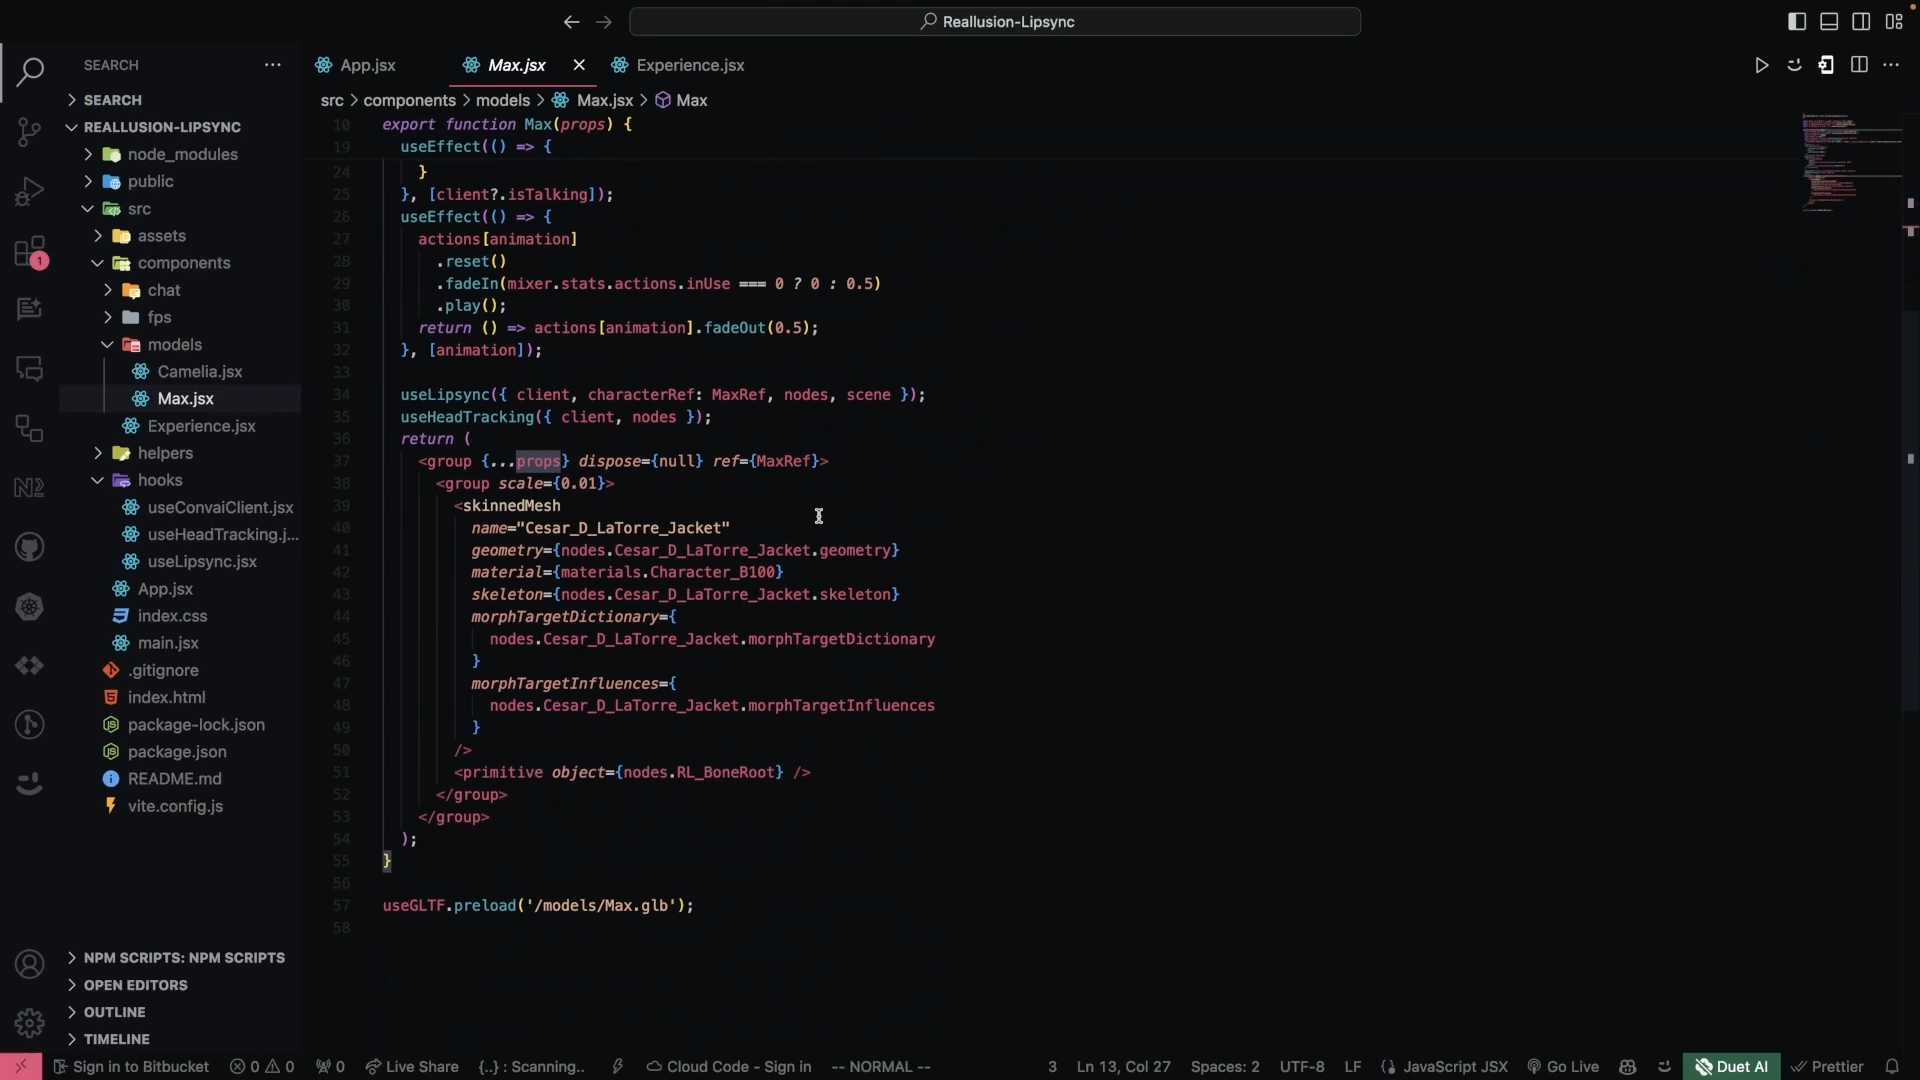 Reallusion-Lipsync
SEARCH
App.jsx
Max.jsx
Experience.jsx
SEARCH
src
components
models
Max.jsx
Max
REALLUSION-LIPSYNC
node_modules
public
src
assets
components
chat
fps
models
Camelia.jsx
Max.jsx
Experience.jsx
helpers
hooks
useConvaiClient.jsx
useHeadTracking.j...
useLipsync.jsx
App.jsx
index.css
main.jsx
.gitignore
index.html
package-lock.json
package.json
README.md
vite.config.js
NPM SCRIPTS: NPM SCRIPTS
OPEN EDITORS
OUTLINE
TIMELINE
1
10 export function Max(props) {
19 useEffect(() => {
24 }
25 }, [client?.isTalking]);
26 useEffect(() => {
27 actions[animation]
28 .reset()
29 .fadeIn(mixer.stats.actions.inUse === 0 ? 0 : 0.5)
30 .play();
31 return () => actions[animation].fadeOut(0.5);
32 }, [animation]);
33
34 useLipsync({ client, characterRef: MaxRef, nodes, scene });
35 useHeadTracking({ client, nodes });
36 return (
37 <group {...props} dispose={null} ref={MaxRef}>
38 <group scale={0.01}>
39 <skinnedMesh
40 name="Cesar_D_LaTorre_Jacket"
41 geometry={nodes.Cesar_D_LaTorre_Jacket.geometry}
42 material={materials.Character_B100}
43 skeleton={nodes.Cesar_D_LaTorre_Jacket.skeleton}
44 morphTargetDictionary={
45 nodes.Cesar_D_LaTorre_Jacket.morphTargetDictionary
46 }
47 morphTargetInfluences={
48 nodes.Cesar_D_LaTorre_Jacket.morphTargetInfluences
49 }
50 />
51 <primitive object={nodes.RL_BoneRoot} />
52 </group>
53 </group>
54 );
55 }
56
57 useGLTF.preload('/models/Max.glb');
58
Sign in to Bitbucket 0 0 0 Live Share {..} : Scanning.. Cloud Code - Sign in -- NORMAL -- 3 Ln 13, Col 27 Spaces: 2 UTF-8 LF JavaScript JSX Go Live Duet AI Prettier